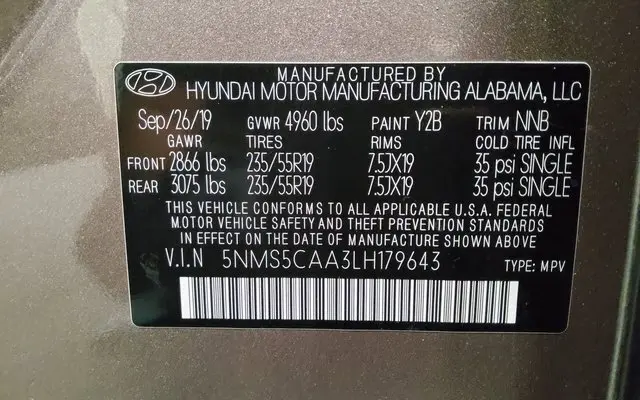 MANUFACTURED BY
HYUNDAI MOTOR MANUFACTURING ALABAMA, LLC
Sep/26/19 GVWR 4960 lbs PAINT Y2B TRIM NNB
GAWR TIRES RIMS COLD TIRE INFL
FRONT 2866 lbs 235/55R19 7.5JX19 35 psi SINGLE
REAR 3075 lbs 235/55R19 7.5JX19 35 psi SINGLE
THIS VEHICLE CONFORMS TO ALL APPLICABLE U.S.A. FEDERAL
MOTOR VEHICLE SAFETY AND THEFT PREVENTION STANDARDS
IN EFFECT ON THE DATE OF MANUFACTURE SHOWN ABOVE
V.I.N 5NMS5CAA3LH179643 TYPE: MPV